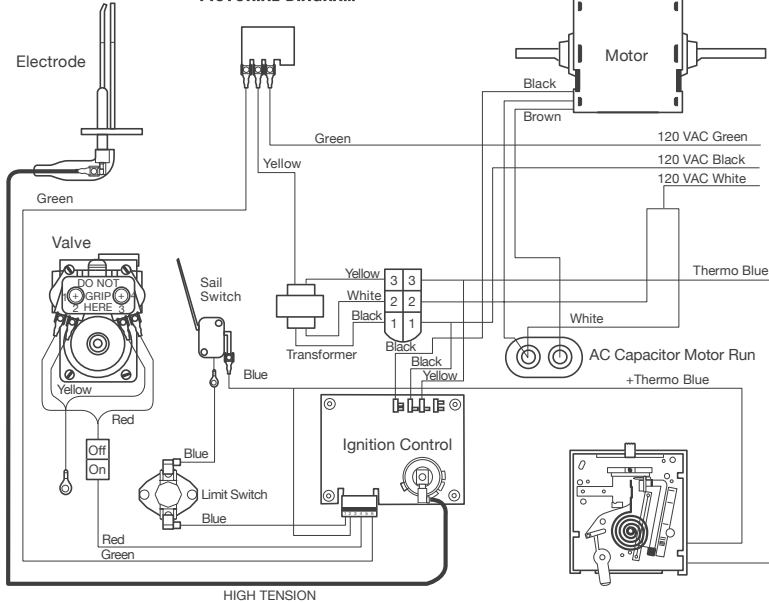 PICTORIAL DIAGRAM
Electrode
Motor
Black
Brown
Green
120 VAC Green
Yellow
120 VAC Black
120 VAC White
Green
Valve
DO NOT
1 GRIP 4
2 HERE 3
Sail
Switch
Yellow
3 3
Thermo Blue
White
2 2
Black
1 1
White
Transformer
Black
Black
AC Capacitor Motor Run
Yellow
Blue
+Thermo Blue
Yellow
Red
Off
On
Ignition Control
Blue
Limit Switch
Blue
Red
Green
HIGH TENSION